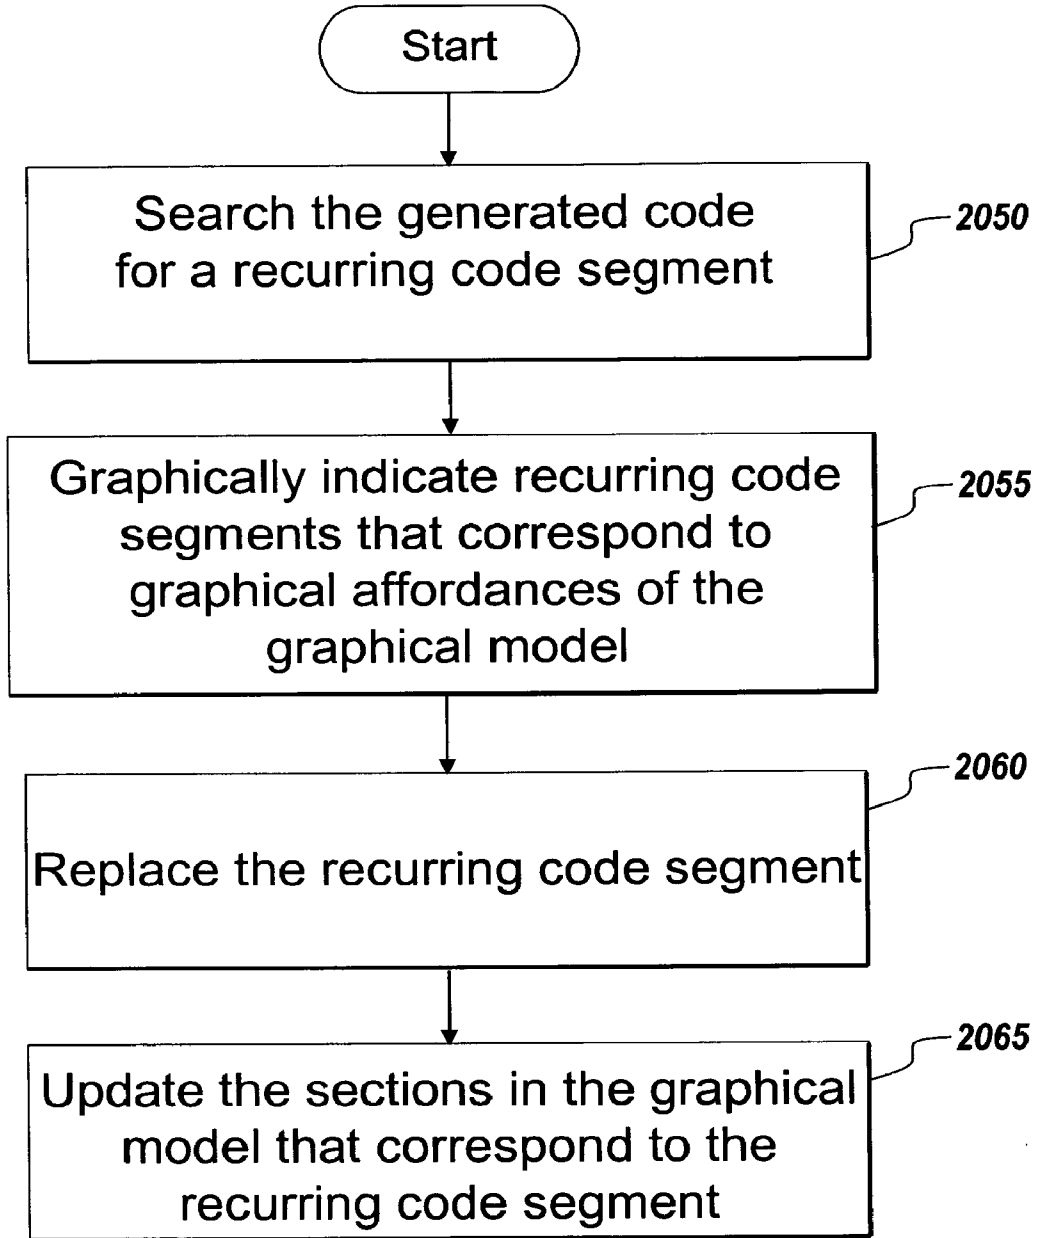 Start
Search the generated code
for a recurring code segment
2050
Graphically indicate recurring code
segments that correspond to
graphical affordances of the
graphical model
2055
Replace the recurring code segment
2060
Update the sections in the graphical
model that correspond to the
recurring code segment
2065